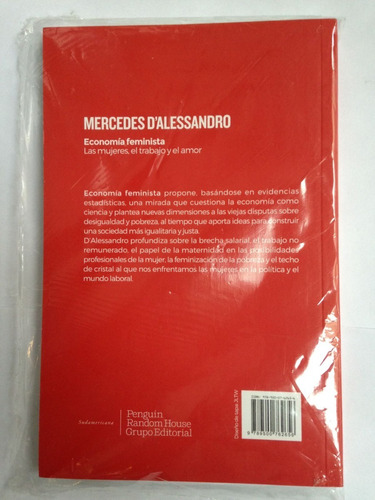 MERCEDES D'ALESSANDRO
Economía feminista
Las mujeres, el trabajo y el amor
Economía feminista propone, basándose en evidencias
estadísticas, una mirada que cuestiona la economía como
ciencia y plantea nuevas dimensiones a las viejas disputas sobre
desigualdad y pobreza, al tiempo que aporta ideas para construir
una sociedad más igualitaria y justa.
D'Alessandro profundiza sobre la brecha salarial, el trabajo no
remunerado, el papel de la maternidad en las posibilidades
profesionales de la mujer, la feminización de la pobreza y el techo
de cristal al que nos enfrentamos las mujeres en la política y el
mundo laboral.
Sudamericana
Penguin
Random House
Grupo Editorial
Diseño de tapa: JLTW
ISBN